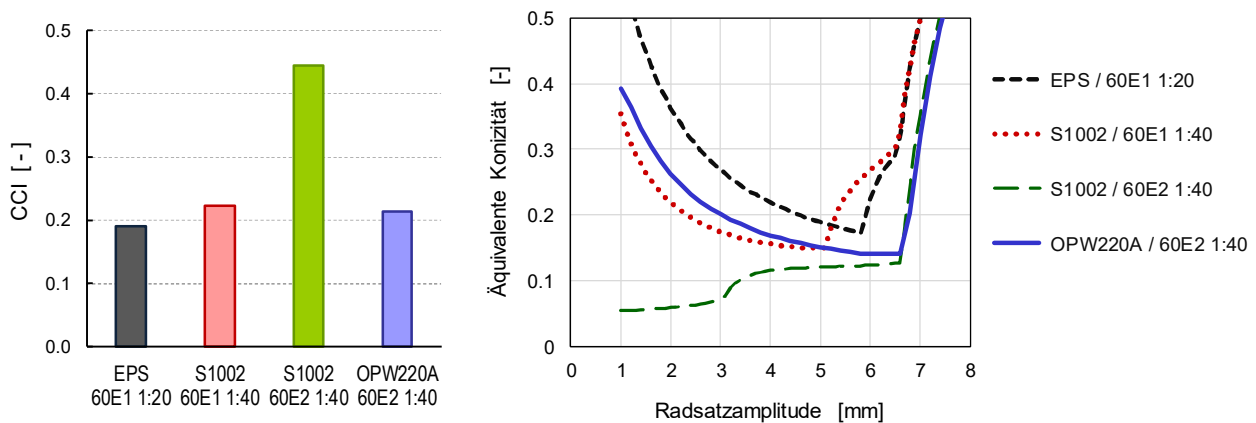 CCI [ - ]
0.5
0.4
0.3
0.2
0.1
0.0
EPS
60E1 1:20
S1002
60E1 1:40
S1002
60E2 1:40
OPW220A
60E2 1:40
Äquivalente Konizität [-]
0.5
0.4
0.3
0.2
0.1
0
0 1 2 3 4 5 6 7 8
Radsatzamplitude [mm]
EPS / 60E1 1:20
S1002 / 60E1 1:40
S1002 / 60E2 1:40
OPW220A / 60E2 1:40